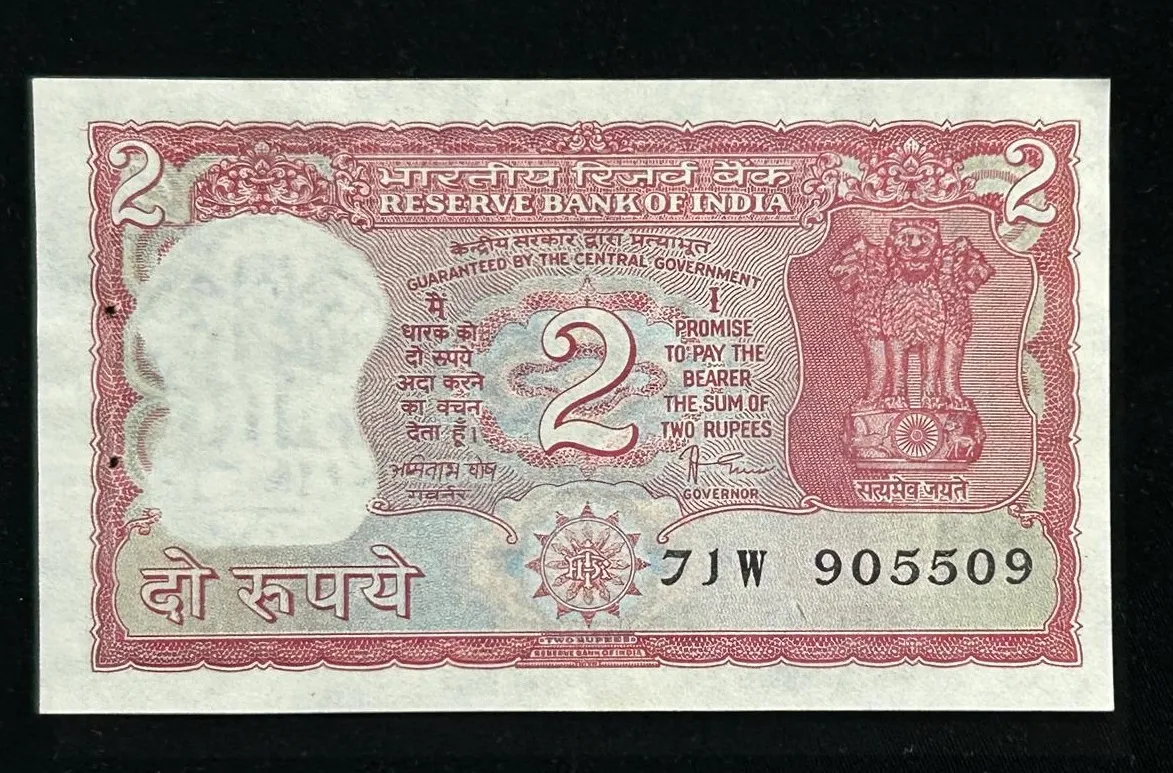 2 2
भारतीय रिज़र्व बैंक
RESERVE BANK OF INDIA
केन्द्रीय सरकार द्वारा प्रत्याभूत
GUARANTEED BY THE CENTRAL GOVERNMENT
मैं
धारक को
दो रुपये
अदा करने
का वचन
देता हूँ।
अमिताभ घोष
गवर्नर
2
I
PROMISE
TO PAY THE
BEARER
THE SUM OF
TWO RUPEES
GOVERNOR
सत्यमेव जयते
दो रूपये
71W 905509
TWO RUPEES
RESERVE BANK OF INDIA